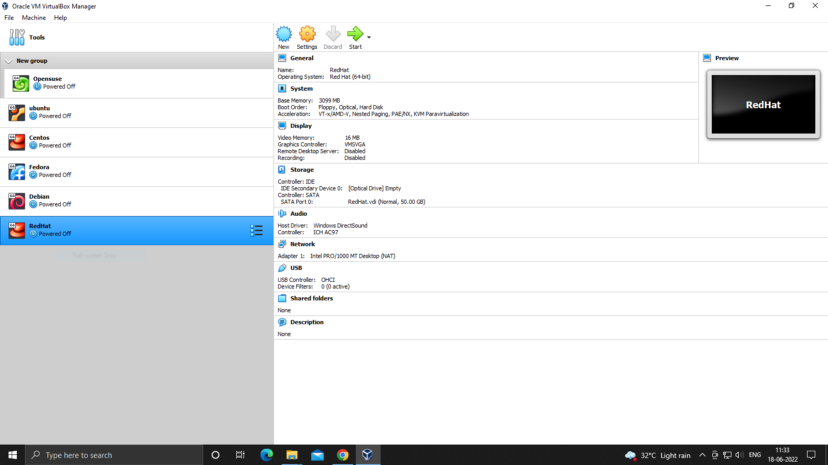 Oracle VM VirtualBox Manager
File Machine Help
Tools
New Settings Discard Start
New group
Opensuse
Powered Off
ubuntu
Powered Off
Centos
Powered Off
Fedora
Powered Off
Debian
Powered Off
RedHat
Powered Off
General
Name: RedHat
Operating System: Red Hat (64-bit)
System
Base Memory: 3099 MB
Boot Order: Floppy, Optical, Hard Disk
Acceleration: VT-x/AMD-V, Nested Paging, PAE/NX, KVM Paravirtualization
Display
Video Memory: 16 MB
Graphics Controller: VMSVGA
Remote Desktop Server: Disabled
Recording: Disabled
Storage
Controller: IDE
IDE Secondary Device 0: [Optical Drive] Empty
Controller: SATA
SATA Port 0: RedHat.vdi (Normal, 50.00 GB)
Audio
Host Driver: Windows DirectSound
Controller: ICH AC97
Network
Adapter 1: Intel PRO/1000 MT Desktop (NAT)
USB
USB Controller: OHCI
Device Filters: 0 (0 active)
Shared folders
None
Description
None
Preview
RedHat
Type here to search
32°C Light rain
ENG
11:33
18-06-2022